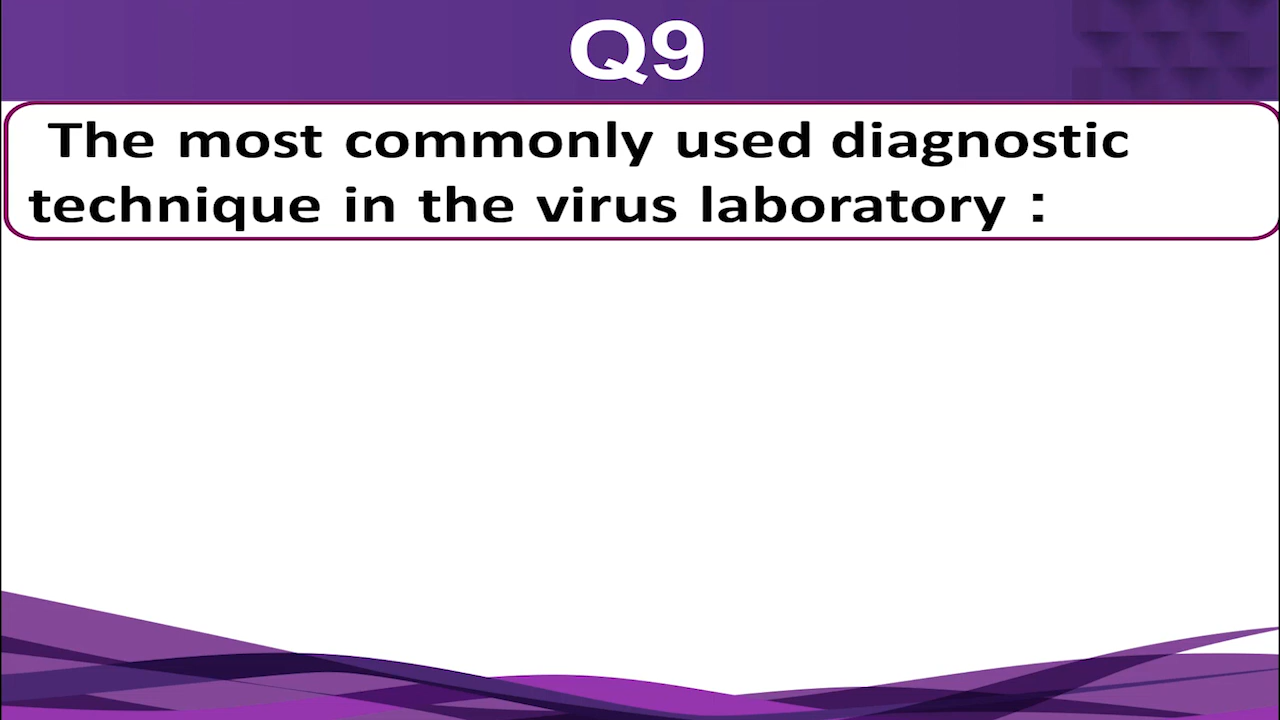 Q9
The most commonly used diagnostic
technique in the virus laboratory :